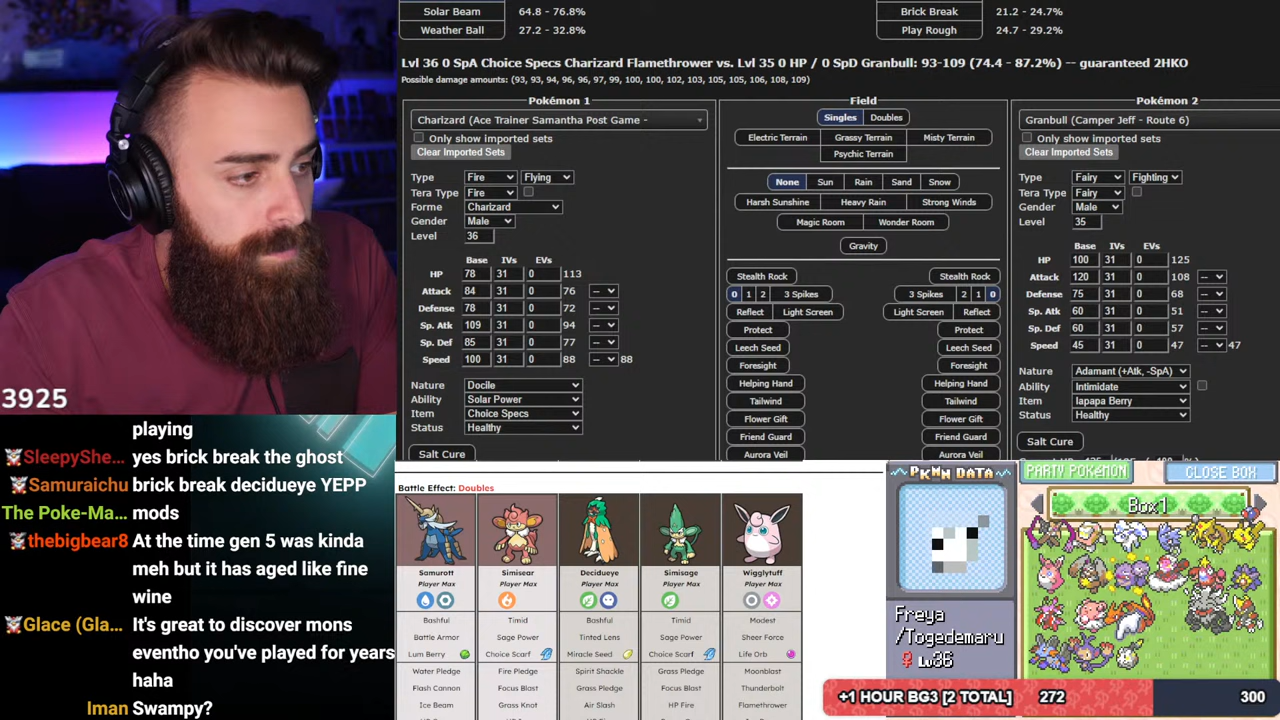 Solar Beam 64.8 - 76.8%
Weather Ball 27.2 - 32.8%
Brick Break 21.2 - 24.7%
Play Rough 24.7 - 29.2%
Lvl 36 0 SpA Choice Specs Charizard Flamethrower vs. Lvl 35 0 HP / 0 SpD Granbull: 93-109 (74.4 - 87.2%) -- guaranteed 2HKO
Possible damage amounts: (93, 93, 94, 96, 96, 97, 99, 100, 100, 102, 103, 105, 105, 106, 108, 109)
Pokémon 1
Charizard (Ace Trainer Samantha Post Game -
Only show imported sets
Clear Imported Sets
Type Fire Flying
Tera Type Fire
Forme Charizard
Gender Male
Level 36
Base IVs EVs
HP 78 31 0 113
Attack 84 31 0 76 --
Defense 78 31 0 72 --
Sp. Atk 109 31 0 94 --
Sp. Def 85 31 0 77 --
Speed 100 31 0 88 -- 88
Nature Docile
Ability Solar Power
Item Choice Specs
Status Healthy
Salt Cure
Field
Singles Doubles
Electric Terrain Grassy Terrain Misty Terrain
Psychic Terrain
None Sun Rain Sand Snow
Harsh Sunshine Heavy Rain Strong Winds
Magic Room Wonder Room
Gravity
Stealth Rock Stealth Rock
0 1 2 3 Spikes 3 Spikes 2 1 0
Reflect Light Screen Light Screen Reflect
Protect Protect
Leech Seed Leech Seed
Foresight Foresight
Helping Hand Helping Hand
Tailwind Tailwind
Flower Gift Flower Gift
Friend Guard Friend Guard
Aurora Veil Aurora Veil
Pokémon 2
Granbull (Camper Jeff - Route 6)
Only show imported sets
Clear Imported Sets
Type Fairy Fighting
Tera Type Fairy
Gender Male
Level 35
Base IVs EVs
HP 100 31 0 125
Attack 120 31 0 108 --
Defense 75 31 0 68 --
Sp. Atk 60 31 0 51 --
Sp. Def 60 31 0 57 --
Speed 45 31 0 47 -- 47
Nature Adamant (+Atk, -SpA)
Ability Intimidate
Item Iapapa Berry
Status Healthy
Salt Cure
3925
playing
SleepyShe... yes brick break the ghost
Samuraichu brick break decidueye YEPP
The Poke-Ma... mods
thebigbear8 At the time gen 5 was kinda
meh but it has aged like fine
wine
Glace (Gla... It's great to discover mons
eventho you've played for years
haha
Iman Swampy?
Battle Effect: Doubles
Samurott Simisear Decidueye Simisage Wigglytuff
Player Max Player Max Player Max Player Max Player Max
Bashful Timid Bashful Timid Modest
Battle Armor Sage Power Tinted Lens Sage Power Sheer Force
Lum Berry Choice Scarf Miracle Seed Choice Scarf Life Orb
Water Pledge Fire Pledge Spirit Shackle Grass Pledge Moonblast
Flash Cannon Focus Blast Grass Pledge Focus Blast Thunderbolt
Ice Beam Grass Knot Air Slash HP Fire Flamethrower
PKMN DATA
PARTY POKéMON
CLOSE BOX
Box1
Freya
/Togedemaru
♀ Lv36
+1 HOUR BG3 [2 TOTAL] 272 300